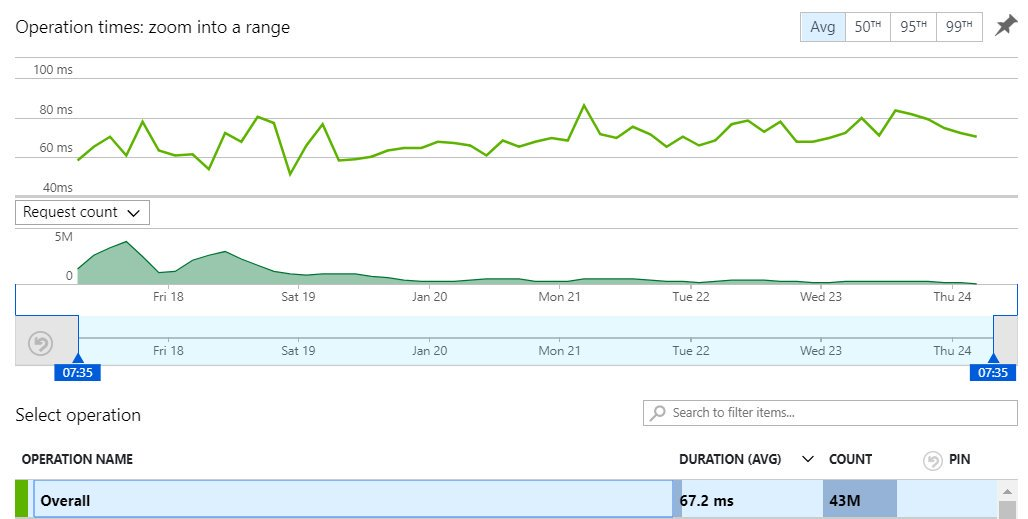 Operation times: zoom into a range
Avg 50TH 95TH 99TH
100 ms
80 ms
60 ms
40ms
Request count
5M
0
Fri 18 Sat 19 Jan 20 Mon 21 Tue 22 Wed 23 Thu 24
Fri 18 Sat 19 Jan 20 Mon 21 Tue 22 Wed 23 Thu 24
07:35 07:35
Select operation
Search to filter items...
OPERATION NAME DURATION (AVG) COUNT PIN
Overall 67.2 ms 43M